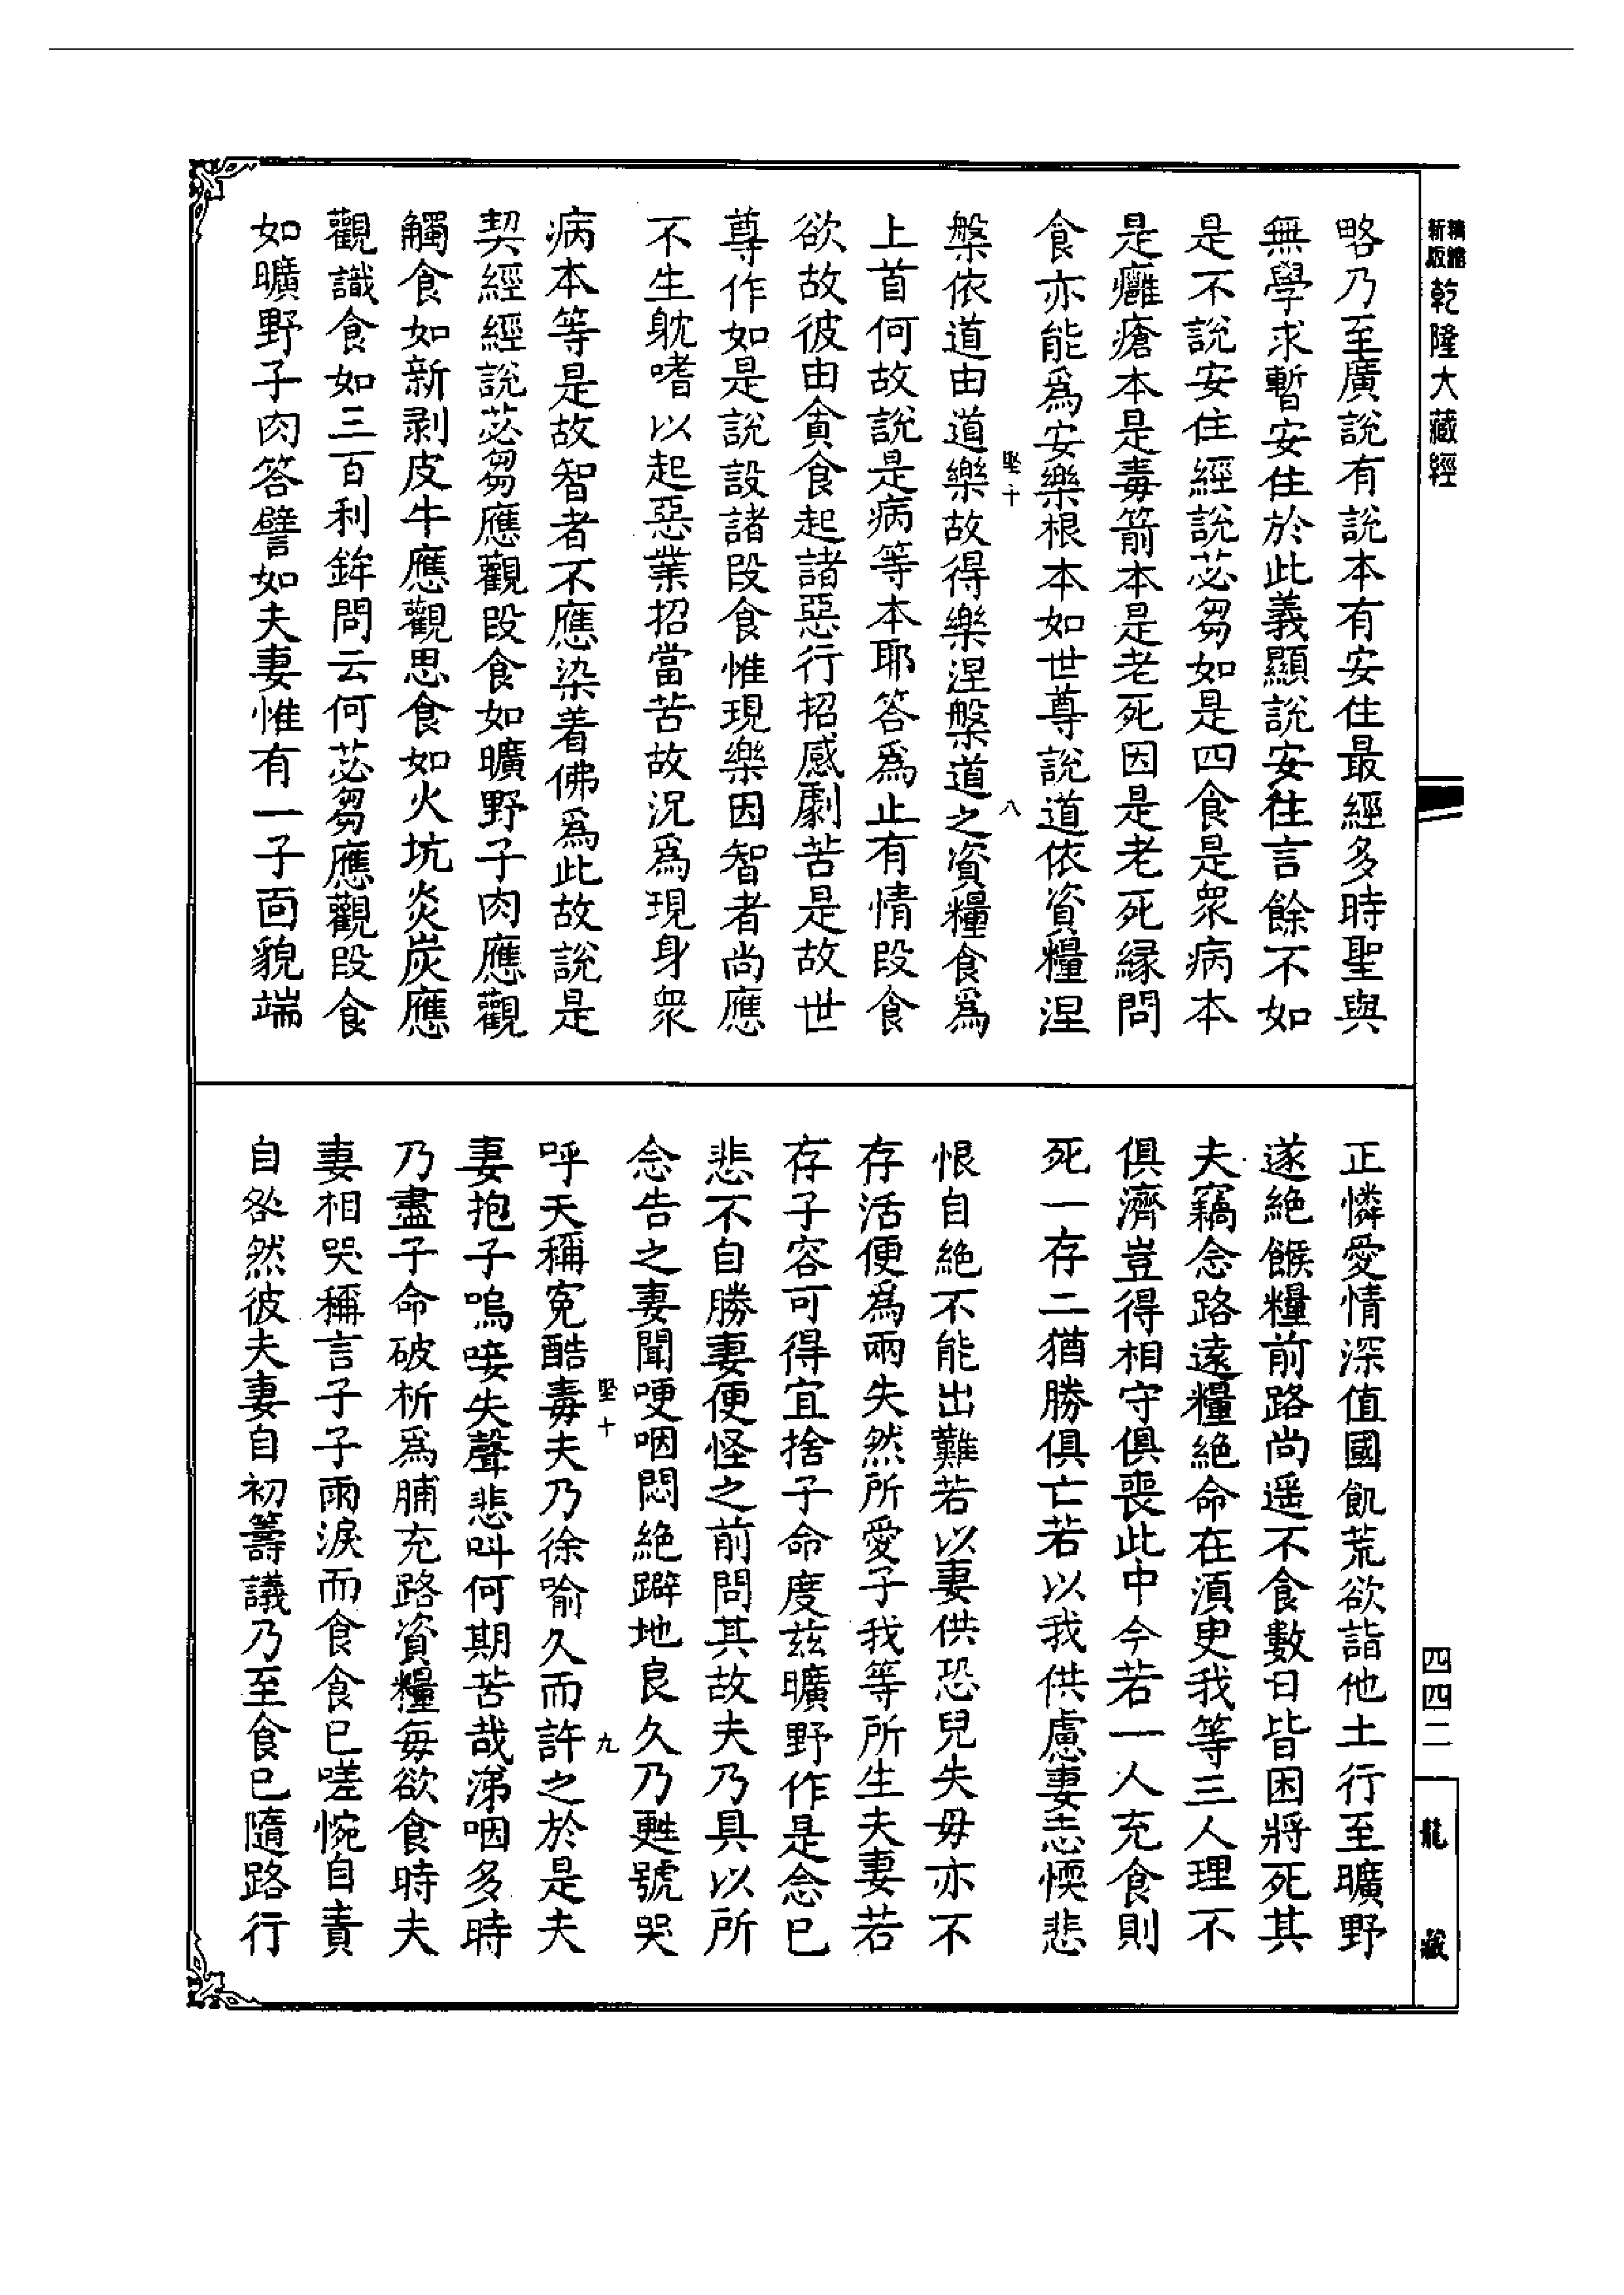 精繕
新版
乾隆大藏經
略乃至廣說有說本有安住最經多時聖與
無學求暫安住於此義顯說安住言餘不如
是不說安住經說苾芻如是四食是衆病本
是癰瘡本是毒箭本是老死因是老死緣問
食亦能爲安樂根本如世尊說道依資糧涅
堅十 八
槃依道由道樂故得樂涅槃道之資糧食爲
上首何故說是病等本耶答爲止有情段食
欲故彼由貪食起諸惡行招感劇苦是故世
尊作如是說設諸段食惟現樂因智者尚應
不生躭嗜以起惡業招當苦故況爲現身衆
病本等是故智者不應染着佛爲此故說是
契經經說苾芻應觀段食如曠野子肉應觀
觸食如新剥皮牛應觀思食如火坑炎炭應
觀識食如三百利鉾問云何苾芻應觀段食
如曠野子肉答譬如夫妻惟有一子面貌端
正憐愛情深值國飢荒欲詣他土行至曠野
遂絶餱糧前路尚遥不食數日皆困將死其
夫竊念路遠糧絶命在須更我等三人理不
俱濟豈得相守俱喪此中今若一人充食則
死一存二猶勝俱亡若以我供慮妻恚愞悲
恨自絶不能出難若以妻供恐兒失母亦不
存活便爲兩失然所愛子我等所生夫妻若
存子容可得宜捨子命度兹曠野作是念已
悲不自勝妻便怪之前問其故夫乃具以所
念告之妻聞哽咽悶絶躃地良久乃甦號哭
堅十 九
呼天稱寃酷毒夫乃徐喻久而許之於是夫
妻抱子嗚唼失聲悲叫何期苦哉涕咽多時
乃盡子命破析爲脯充路資糧每欲食時夫
妻相哭稱言子子雨淚而食食已嗟惋自責
自咎然彼夫妻自初籌議乃至食已隨路行
四四二
龍藏